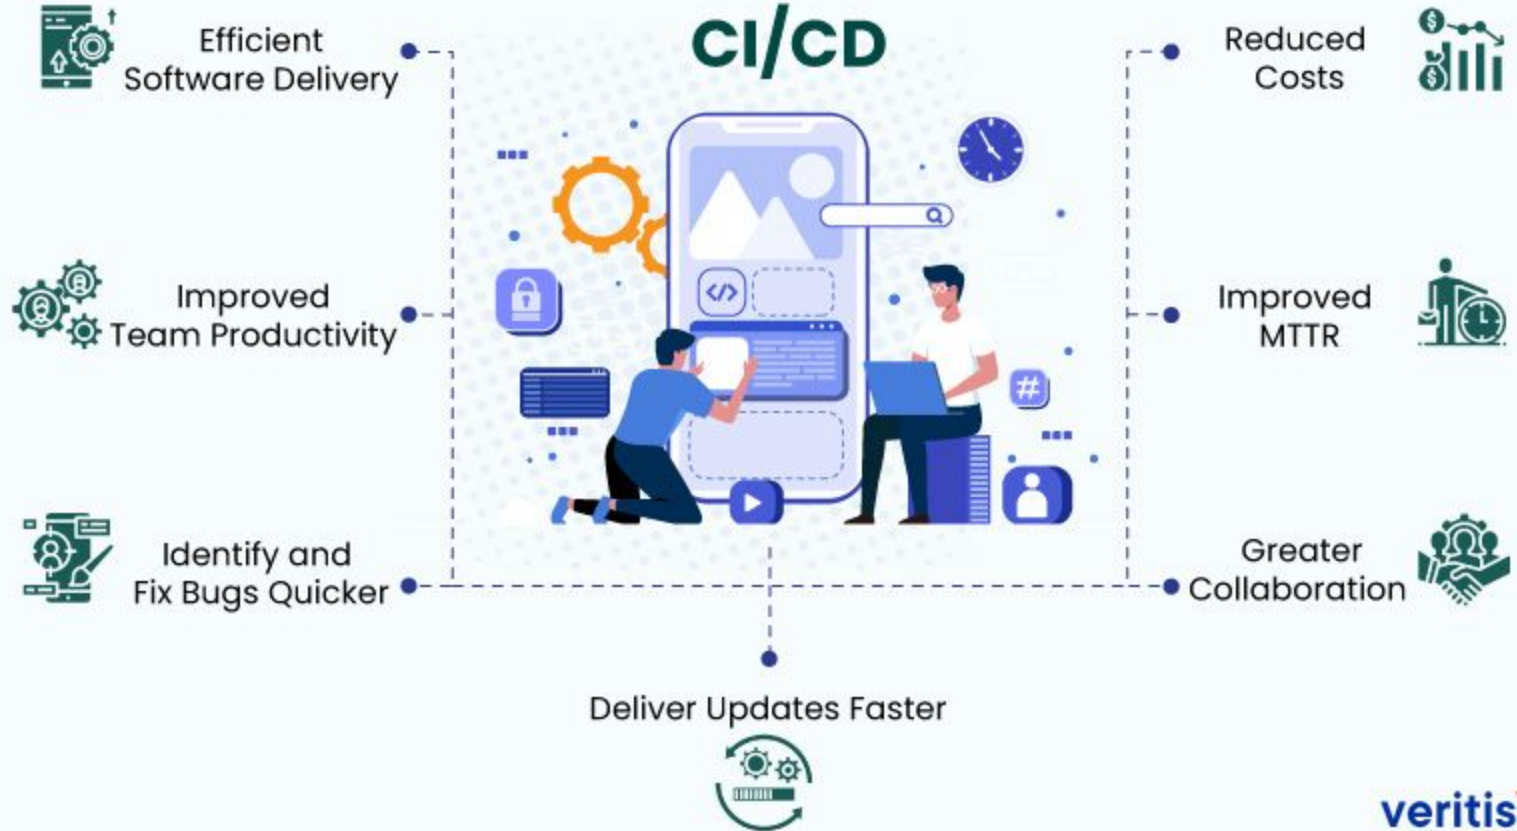 CI/CD
Efficient
Software Delivery
Improved
Team Productivity
Identify and
Fix Bugs Quicker
Reduced
Costs
Improved
MTTR
Greater
Collaboration
Deliver Updates Faster
</>
#
$
$
veritis